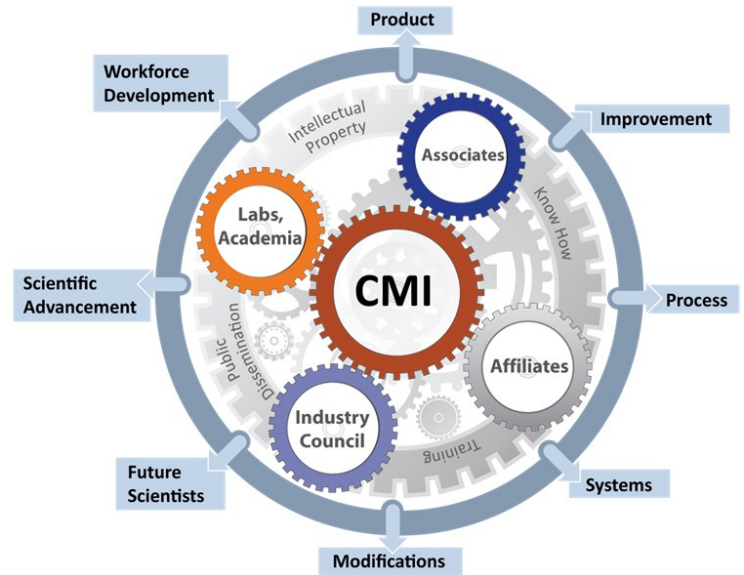 Product
Workforce
Development
Improvement
Intellectual
Property
Associates
Know How
Labs,
Academia
CMI
Scientific
Advancement
Process
Public
Dissemination
Affiliates
Industry
Council
Training
Future
Scientists
Systems
Modifications